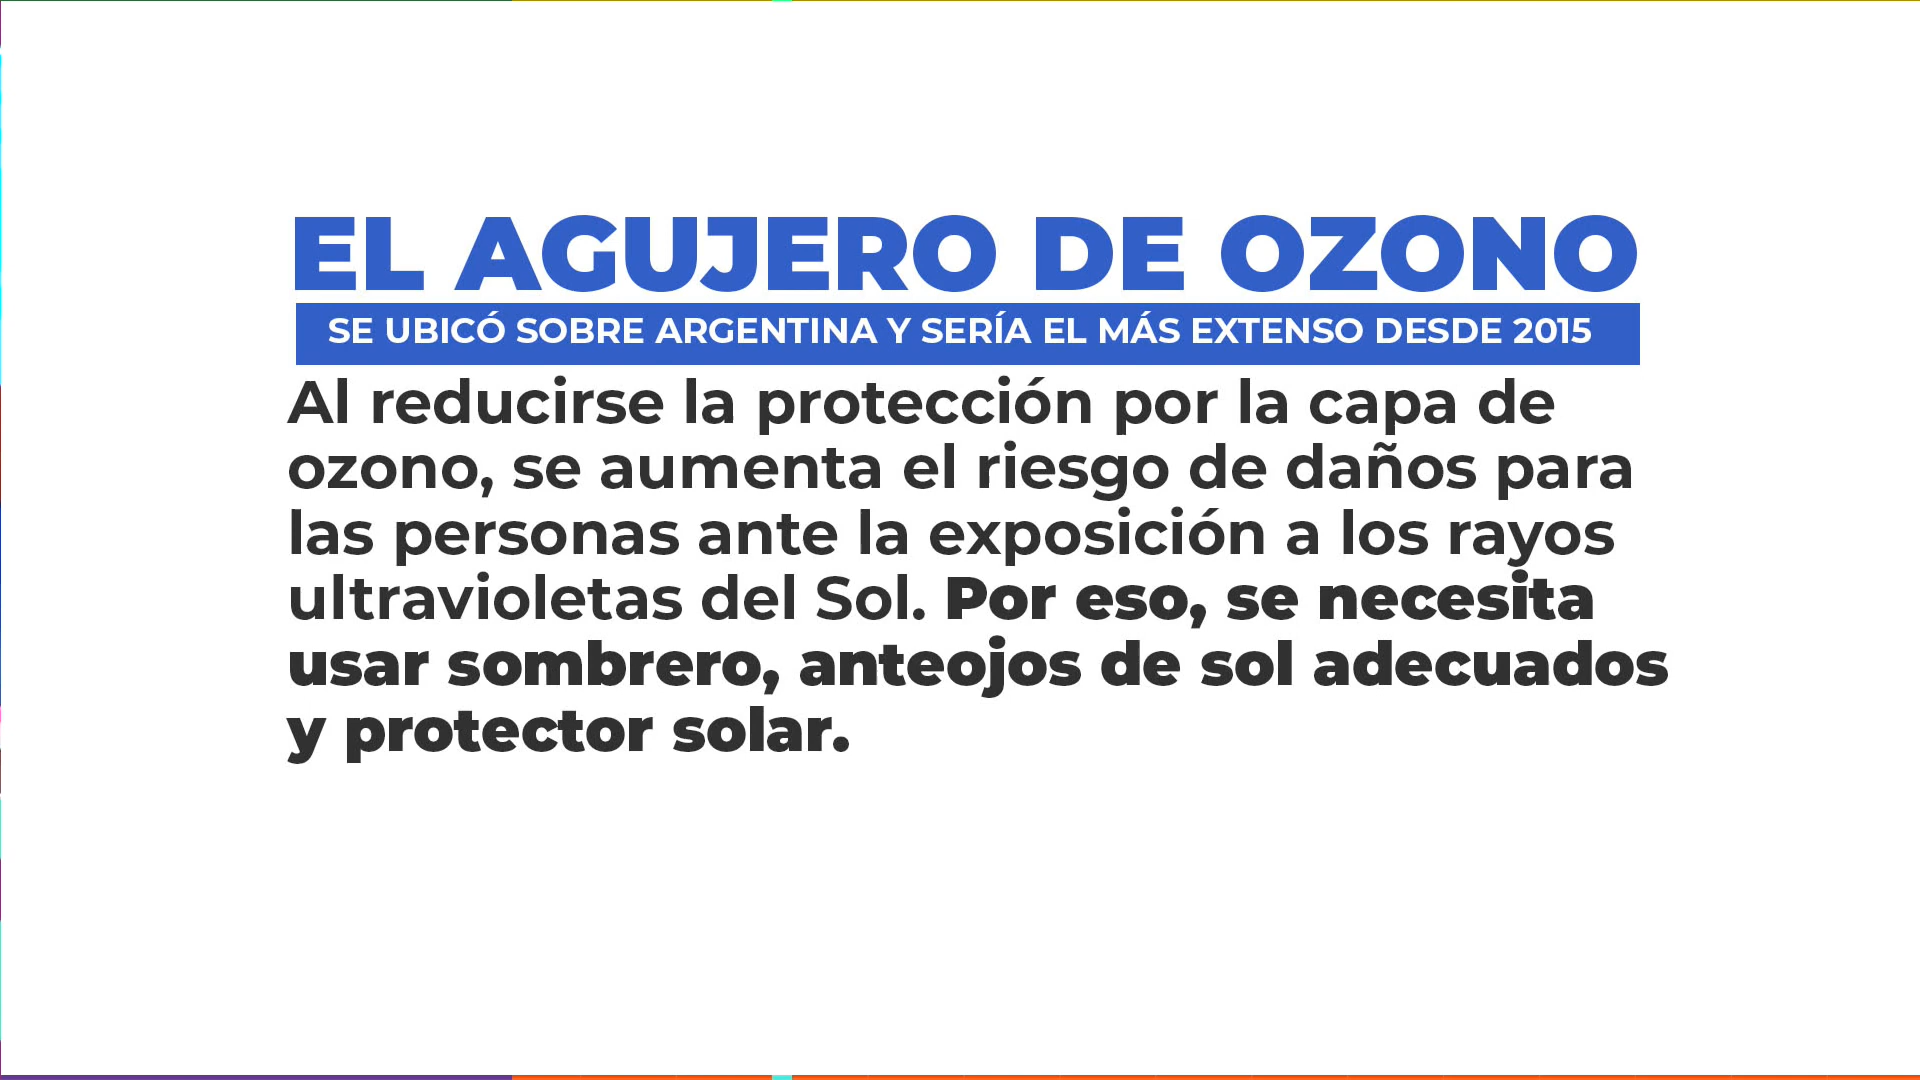 EL AGUJERO DE OZONO
SE UBICÓ SOBRE ARGENTINA Y SERÍA EL MÁS EXTENSO DESDE 2015
Al reducirse la protección por la capa de
ozono, se aumenta el riesgo de daños para
las personas ante la exposición a los rayos
ultravioletas del Sol. Por eso, se necesita
usar sombrero, anteojos de sol adecuados
y protector solar.